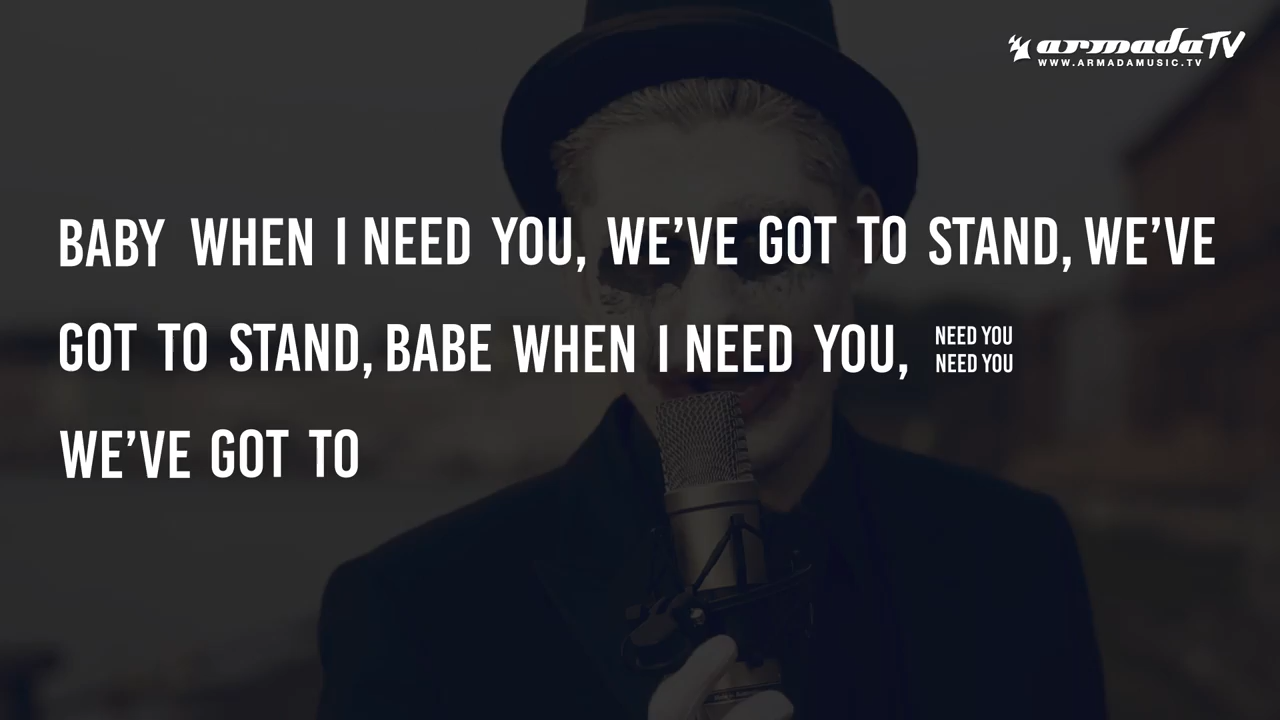 armadaTV
WWW.ARMADAMUSIC.TV
BABY WHEN I NEED YOU, WE’VE GOT TO STAND, WE’VE
GOT TO STAND, BABE WHEN I NEED YOU,
NEED YOU
NEED YOU
WE’VE GOT TO